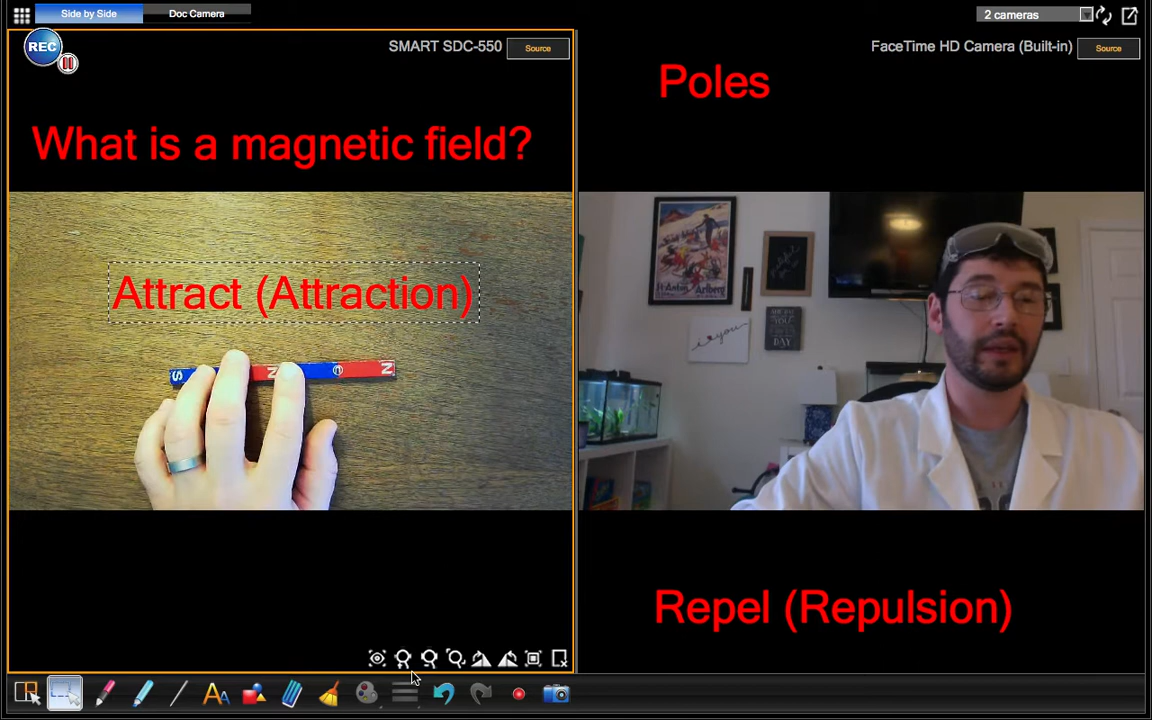 Side by Side
Doc Camera
2 cameras
REC
SMART SDC-550
Source
FaceTime HD Camera (Built-in)
Source
Poles
What is a magnetic field?
Attract (Attraction)
S
N
N
Repel (Repulsion)